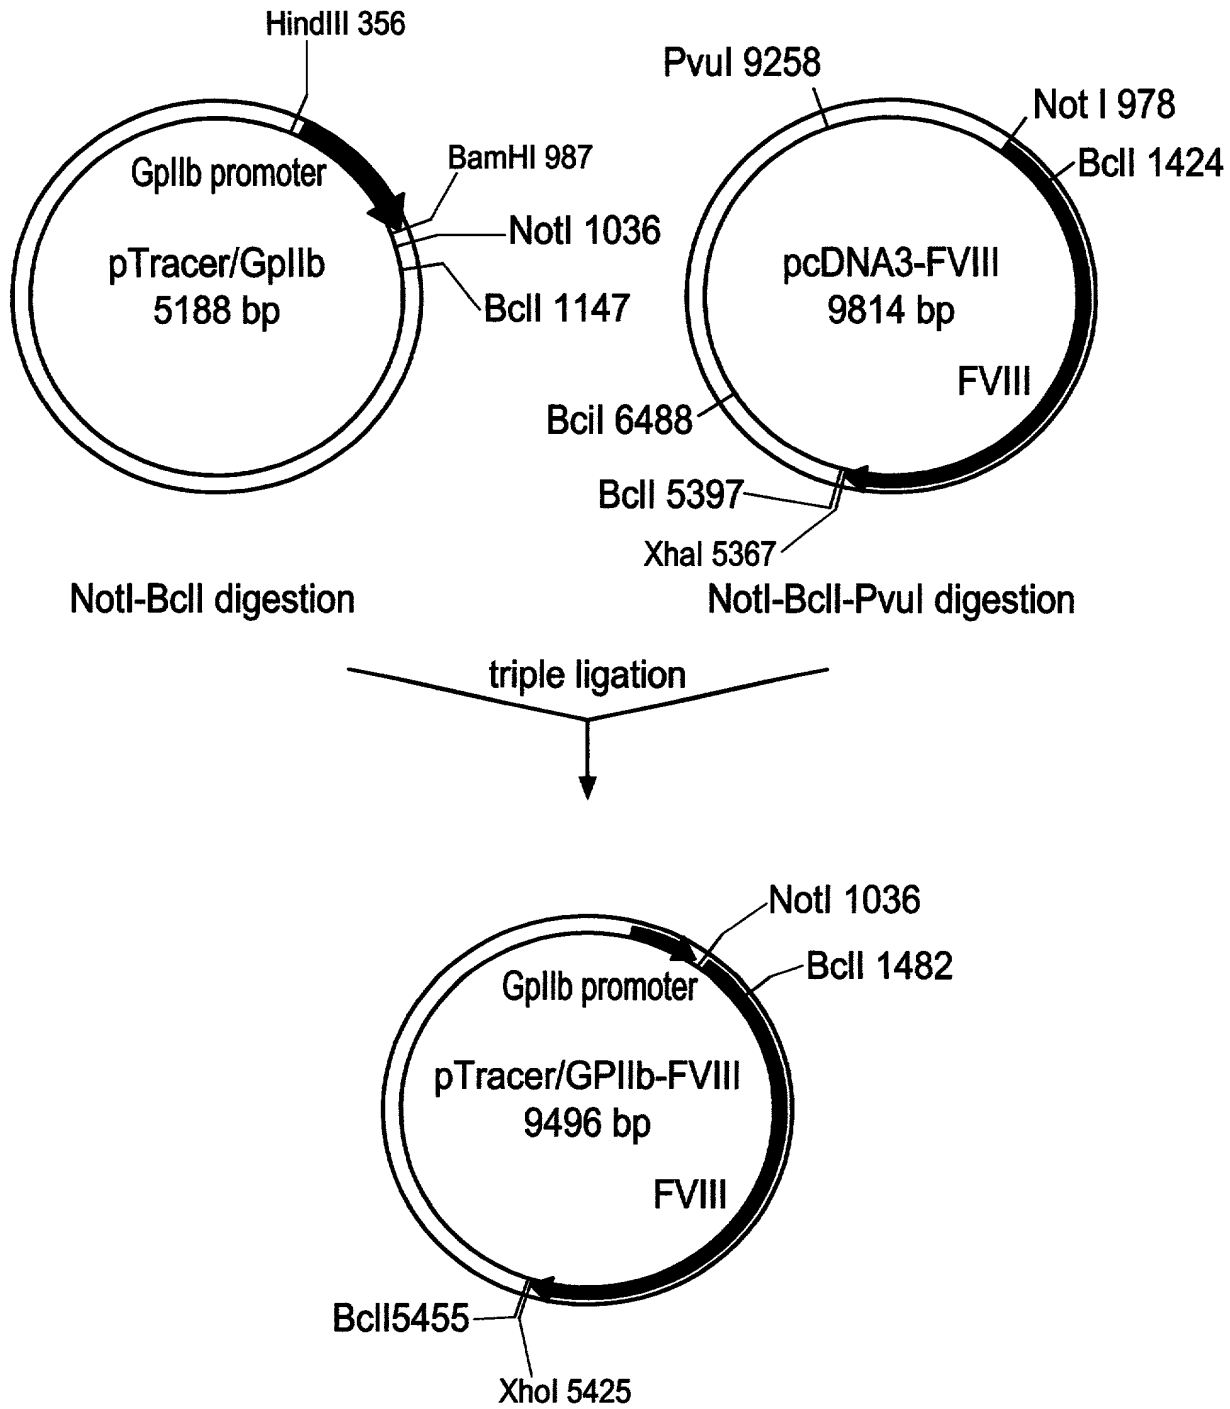 HindIII 356
GpIIb promoter
BamHI 987
NotI 1036
pTracer/GpIIb
5188 bp
BclI 1147
PvuI 9258
Not I 978
BclI 1424
pcDNA3-FVIII
9814 bp
FVIII
BciI 6488
BclI 5397
XhaI 5367
NotI-BclI digestion
NotI-BclI-PvuI digestion
triple ligation
NotI 1036
BclI 1482
GpIIb promoter
pTracer/GPIIb-FVIII
9496 bp
FVIII
BclI5455
XhoI 5425